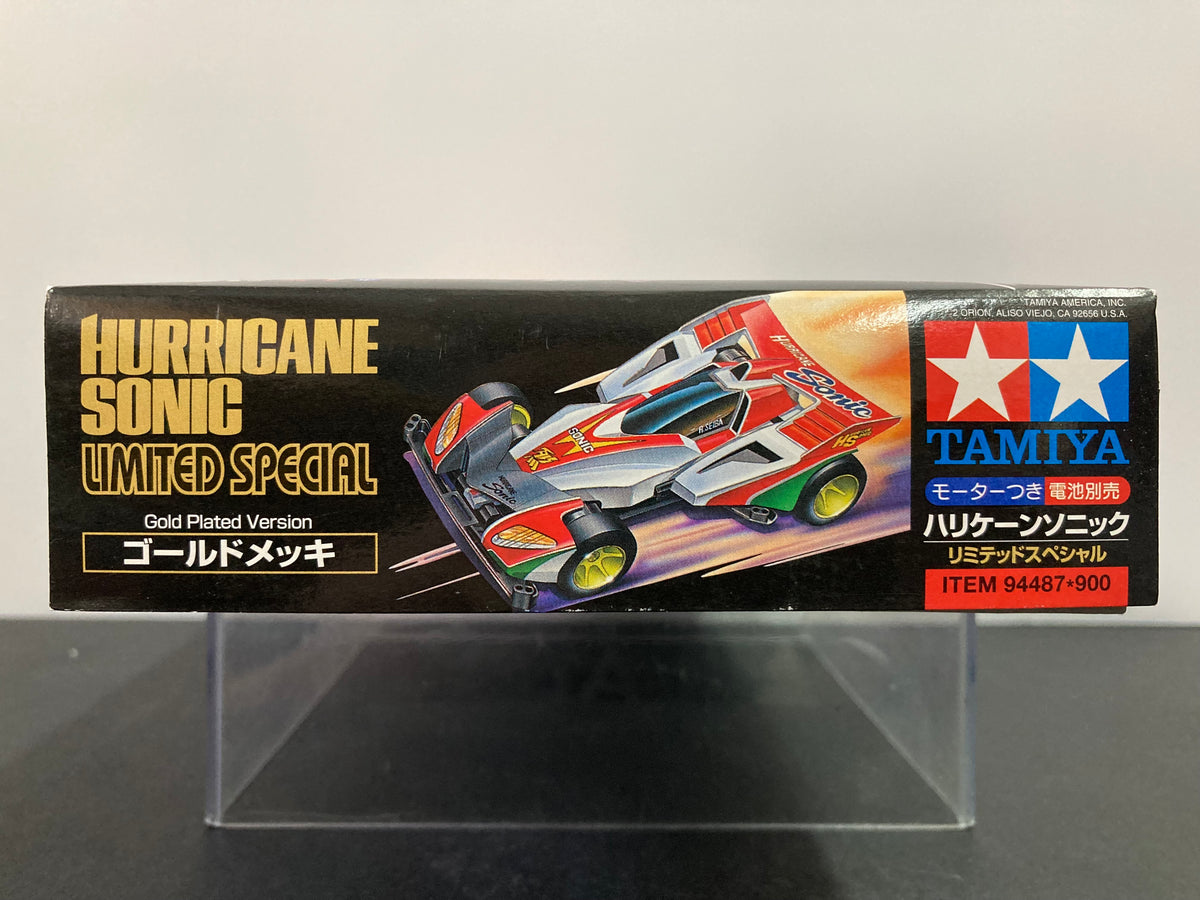 HURRICANE
SONIC
LIMITED SPECIAL
Gold Plated Version
ゴールドメッキ
HURRICANE
Sonic
R.SEIBA
HS
SONIC
Sonic
TAMIYA AMERICA, INC.
2 ORION, ALISO VIEJO, CA 92656 U.S.A.
TAMIYA
モーターつき 電池別売
ハリケーンソニック
リミテッドスペシャル
ITEM 94487*900